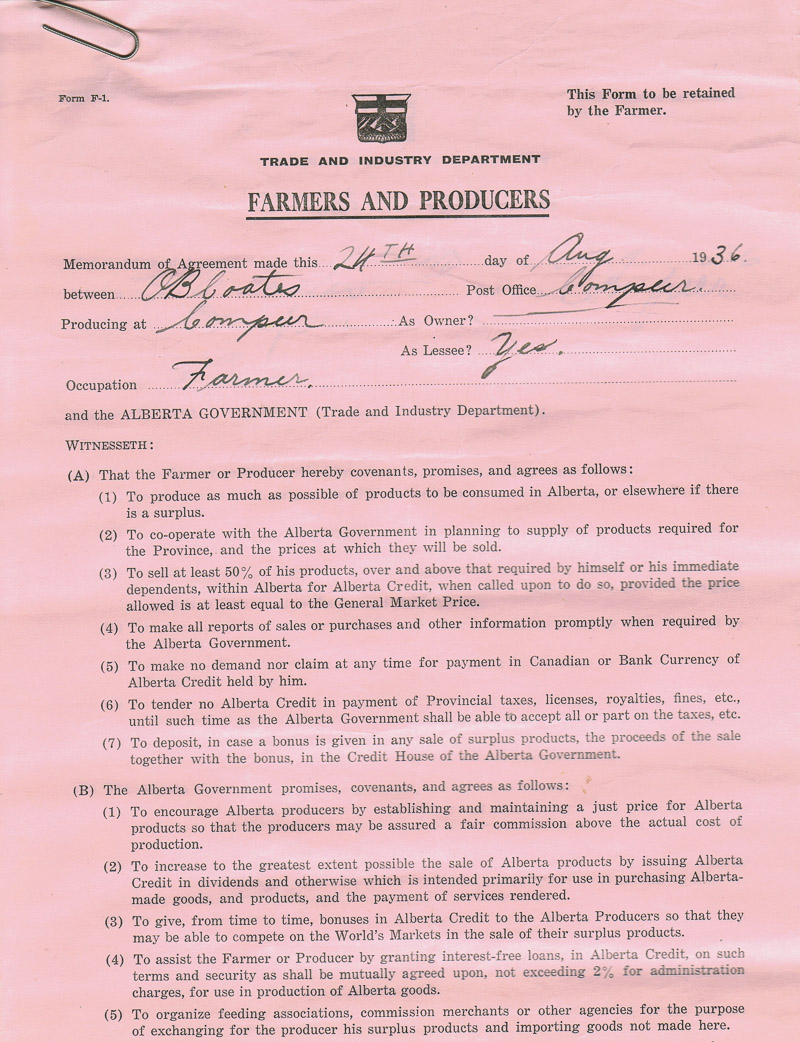 Form F-1.
This Form to be retained
by the Farmer.
TRADE AND INDUSTRY DEPARTMENT
FARMERS AND PRODUCERS
Memorandum of Agreement made this 24TH day of Aug 1936.
between OB Coates Post Office Compeer.
Producing at Compeer As Owner?
As Lessee? Yes.
Occupation Farmer.
and the ALBERTA GOVERNMENT (Trade and Industry Department).
WITNESSETH:
(A) That the Farmer or Producer hereby covenants, promises, and agrees as follows:
(1) To produce as much as possible of products to be consumed in Alberta, or elsewhere if there
is a surplus.
(2) To co-operate with the Alberta Government in planning to supply of products required for
the Province, and the prices at which they will be sold.
(3) To sell at least 50% of his products, over and above that required by himself or his immediate
dependents, within Alberta for Alberta Credit, when called upon to do so, provided the price
allowed is at least equal to the General Market Price.
(4) To make all reports of sales or purchases and other information promptly when required by
the Alberta Government.
(5) To make no demand nor claim at any time for payment in Canadian or Bank Currency of
Alberta Credit held by him.
(6) To tender no Alberta Credit in payment of Provincial taxes, licenses, royalties, fines, etc.,
until such time as the Alberta Government shall be able to accept all or part on the taxes, etc.
(7) To deposit, in case a bonus is given in any sale of surplus products, the proceeds of the sale
together with the bonus, in the Credit House of the Alberta Government.
(B) The Alberta Government promises, covenants, and agrees as follows:
(1) To encourage Alberta producers by establishing and maintaining a just price for Alberta
products so that the producers may be assured a fair commission above the actual cost of
production.
(2) To increase to the greatest extent possible the sale of Alberta products by issuing Alberta
Credit in dividends and otherwise which is intended primarily for use in purchasing Alberta-
made goods, and products, and the payment of services rendered.
(3) To give, from time to time, bonuses in Alberta Credit to the Alberta Producers so that they
may be able to compete on the World's Markets in the sale of their surplus products.
(4) To assist the Farmer or Producer by granting interest-free loans, in Alberta Credit, on such
terms and security as shall be mutually agreed upon, not exceeding 2% for administration
charges, for use in production of Alberta goods.
(5) To organize feeding associations, commission merchants or other agencies for the purpose
of exchanging for the producer his surplus products and importing goods not made here.